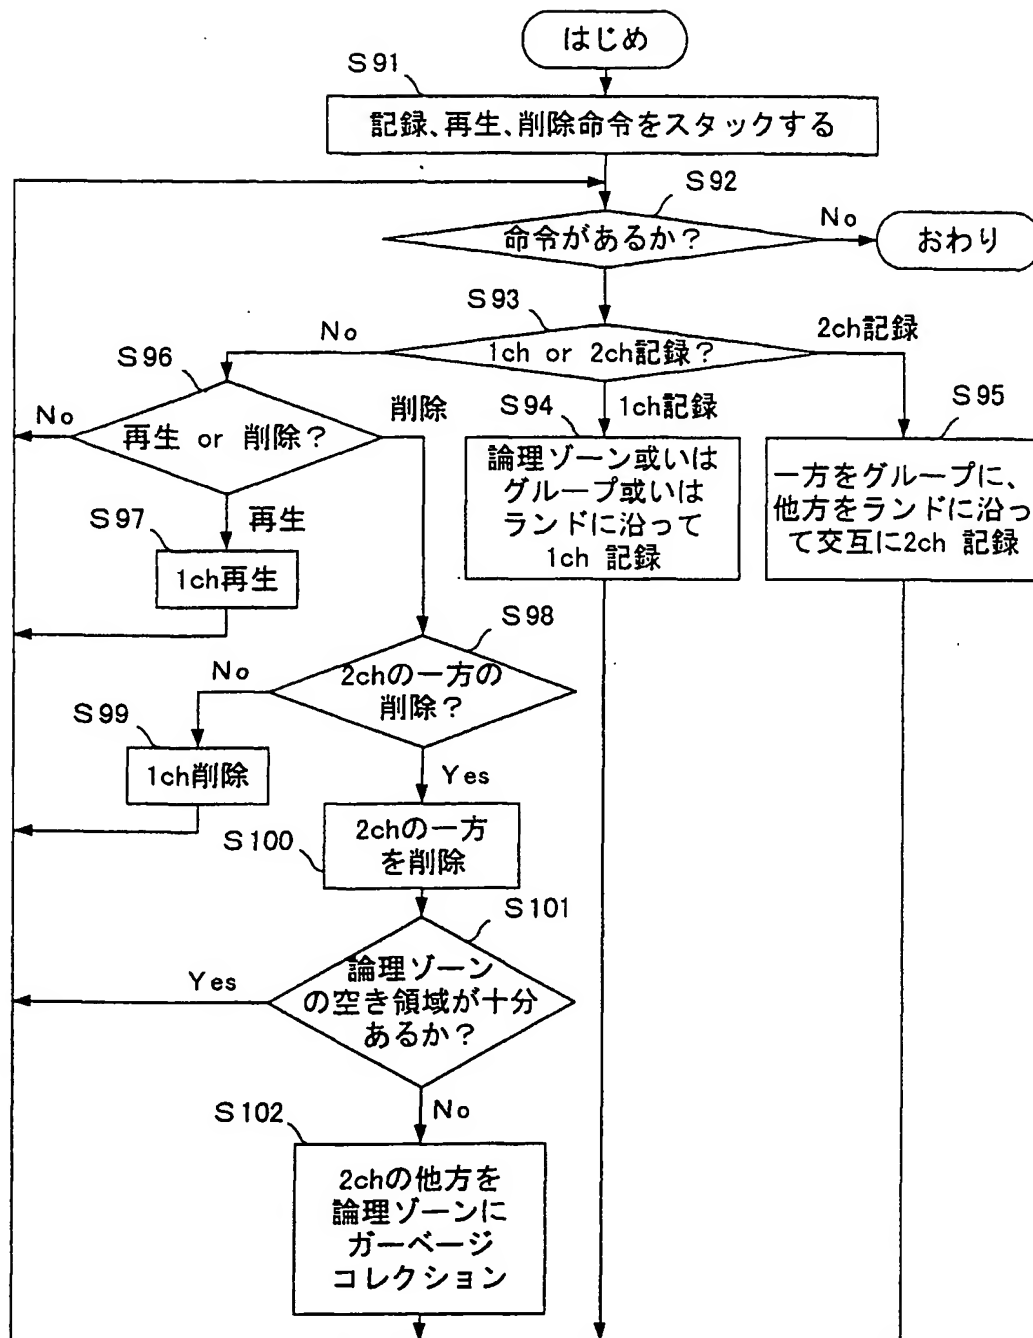 はじめ
S91
記録、再生、削除命令をスタックする
S92
命令があるか?
No
おわり
S93
No
1ch or 2ch記録?
2ch記録
S96
No
再生 or 削除?
削除
S94
1ch記録
論理ゾーン或いは
グループ或いは
ランドに沿って
1ch 記録
S95
一方をグループに、
他方をランドに沿っ
て交互に2ch 記録
S97
再生
1ch再生
S98
No
2chの一方の
削除?
S99
1ch削除
Yes
S100
2chの一方
を削除
S101
Yes
論理ゾーン
の空き領域が十分
あるか?
No
S102
2chの他方を
論理ゾーンに
ガーベージ
コレクション